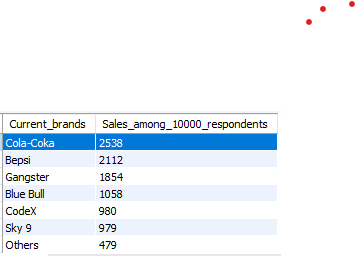 Current_brands Sales_among_10000_respondents
Cola-Coka 2538
Bepsi 2112
Gangster 1854
Blue Bull 1058
CodeX 980
Sky 9 979
Others 479